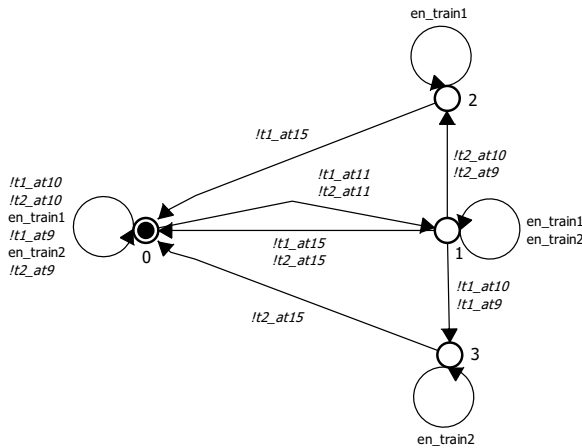 en_train1
2
!t1_at15
!t1_at10
!t2_at10
en_train1
!t1_at9
en_train2
!t2_at9
0
!t1_at11
!t2_at11
!t2_at10
!t2_at9
en_train1
en_train2
1
!t1_at15
!t2_at15
!t1_at10
!t1_at9
!t2_at15
3
en_train2